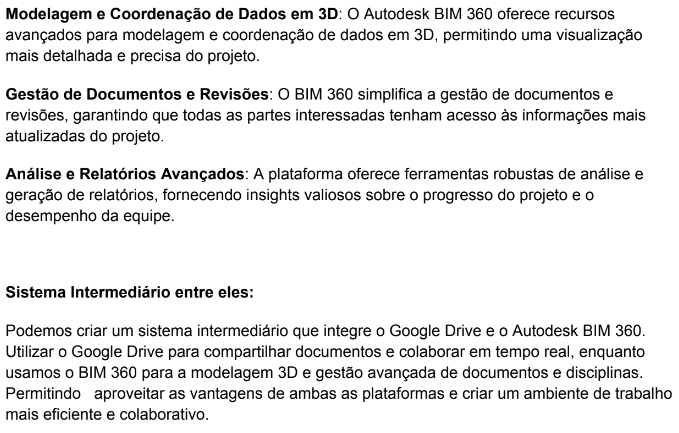 Modelagem e Coordenação de Dados em 3D: O Autodesk BIM 360 oferece recursos
avançados para modelagem e coordenação de dados em 3D, permitindo uma visualização
mais detalhada e precisa do projeto.
Gestão de Documentos e Revisões: O BIM 360 simplifica a gestão de documentos e
revisões, garantindo que todas as partes interessadas tenham acesso às informações mais
atualizadas do projeto.
Análise e Relatórios Avançados: A plataforma oferece ferramentas robustas de análise e
geração de relatórios, fornecendo insights valiosos sobre o progresso do projeto e o
desempenho da equipe.
Sistema Intermediário entre eles:
Podemos criar um sistema intermediário que integre o Google Drive e o Autodesk BIM 360.
Utilizar o Google Drive para compartilhar documentos e colaborar em tempo real, enquanto
usamos o BIM 360 para a modelagem 3D e gestão avançada de documentos e disciplinas.
Permitindo   aproveitar as vantagens de ambas as plataformas e criar um ambiente de trabalho
mais eficiente e colaborativo.